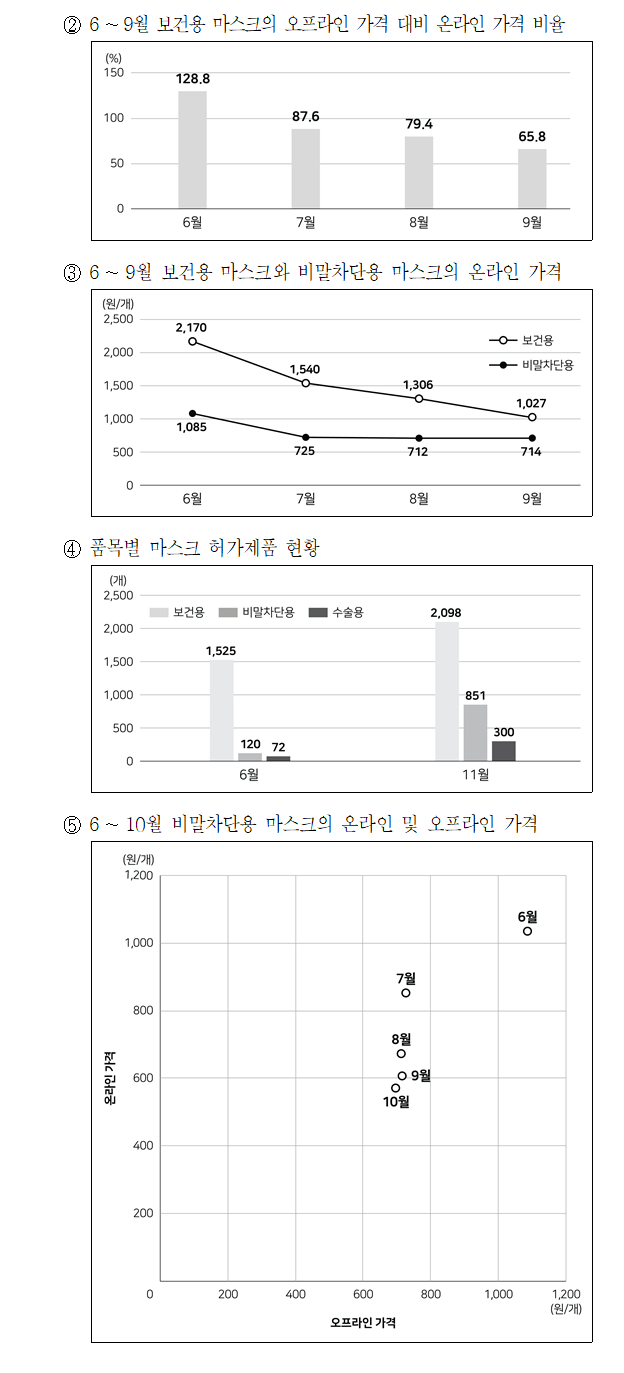 ② 6 ~ 9월 보건용 마스크의 오프라인 가격 대비 온라인 가격 비율
(%)
150
100
50
0
128.8
87.6
79.4
65.8
6월 7월 8월 9월
③ 6 ~ 9월 보건용 마스크와 비말차단용 마스크의 온라인 가격
(원/개)
2,500
2,000
1,500
1,000
500
0
보건용
비말차단용
2,170
1,540
1,306
1,027
1,085
725
712
714
6월 7월 8월 9월
④ 품목별 마스크 허가제품 현황
(개)
2,500
2,000
1,500
1,000
500
0
보건용 비말차단용 수술용
1,525
120
72
2,098
851
300
6월 11월
⑤ 6 ~ 10월 비말차단용 마스크의 온라인 및 오프라인 가격
(원/개)
1,200
1,000
800
600
400
200
온라인 가격
6월
7월
8월
9월
10월
0 200 400 600 800 1,000 1,200
(원/개)
오프라인 가격